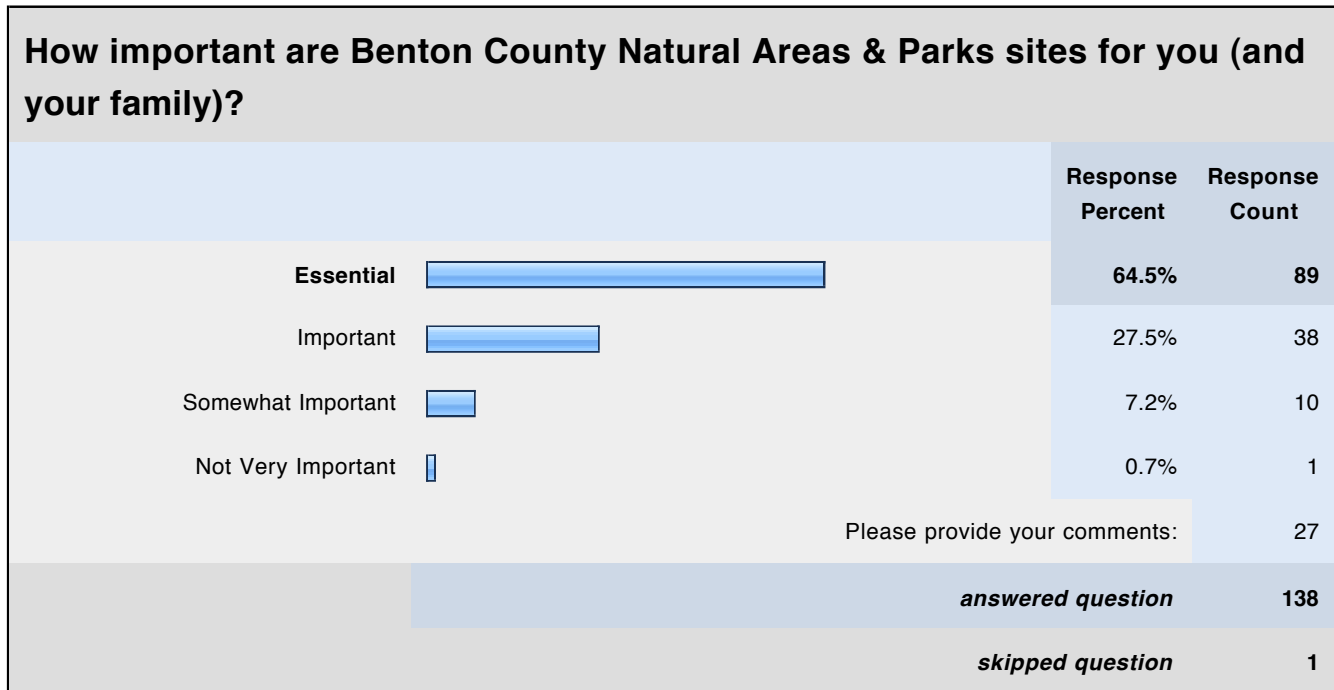 How important are Benton County Natural Areas & Parks sites for you (and
your family)?
Response Percent Response Count
Essential 64.5% 89
Important 27.5% 38
Somewhat Important 7.2% 10
Not Very Important 0.7% 1
Please provide your comments: 27
answered question 138
skipped question 1